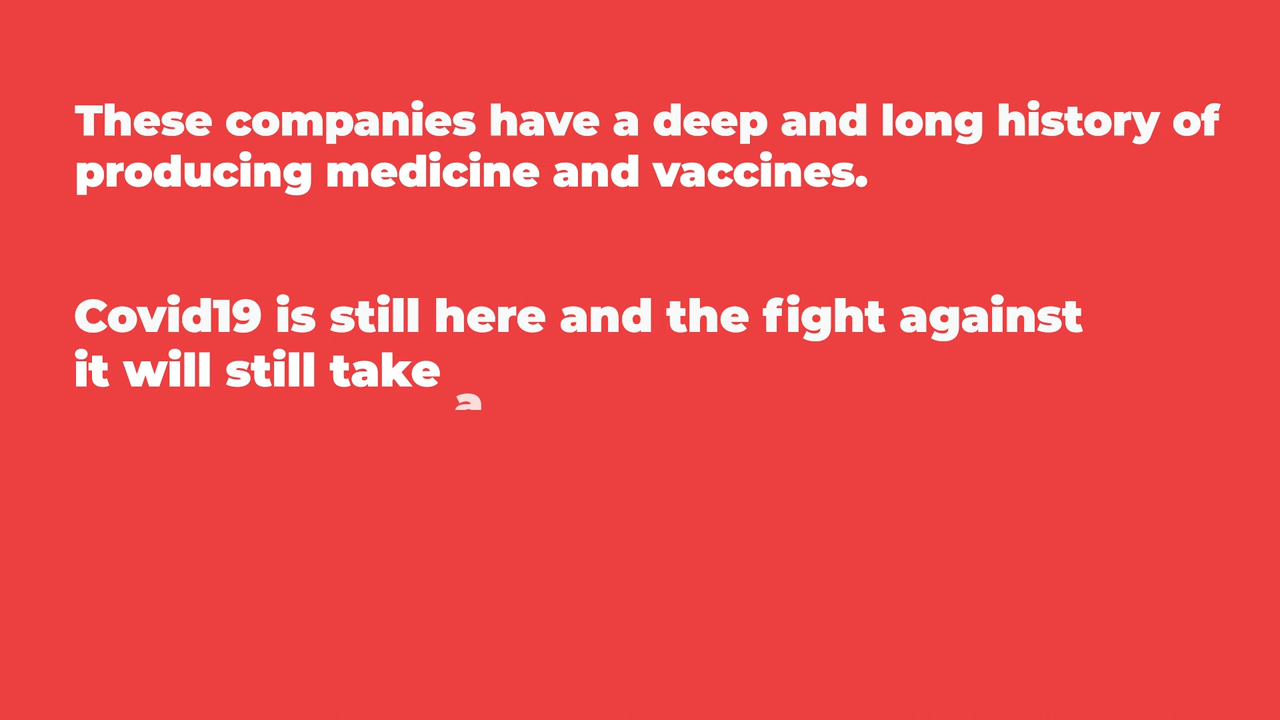 These companies have a deep and long history of
producing medicine and vaccines.
Covid19 is still here and the fight against
it will still take a